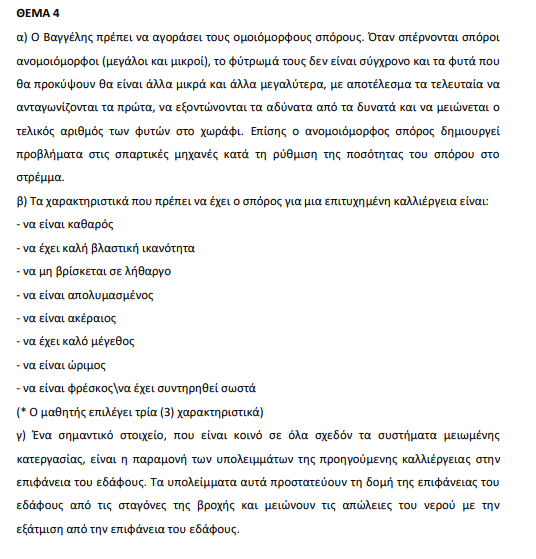 ΘΕΜΑ 4
α) Ο Βαγγέλης πρέπει να αγοράσει τους ομοιόμορφους σπόρους. Όταν σπέρνονται σπόροι
ανομοιόμορφοι (μεγάλοι και μικροί), το φύτρωμά τους δεν είναι σύγχρονο και τα φυτά που
θα προκύψουν θα είναι άλλα μικρά και άλλα μεγαλύτερα, με αποτέλεσμα τα τελευταία να
ανταγωνίζονται τα πρώτα, να εξοντώνονται τα αδύνατα από τα δυνατά και να μειώνεται ο
τελικός αριθμός των φυτών στο χωράφι. Επίσης ο ανομοιόμορφος σπόρος δημιουργεί
προβλήματα στις σπαρτικές μηχανές κατά τη ρύθμιση της ποσότητας του σπόρου στο
στρέμμα.
β) Τα χαρακτηριστικά που πρέπει να έχει ο σπόρος για μια επιτυχημένη καλλιέργεια είναι:
- να είναι καθαρός
- να έχει καλή βλαστική ικανότητα
- να μη βρίσκεται σε λήθαργο
- να είναι απολυμασμένος
- να είναι ακέραιος
- να έχει καλό μέγεθος
- να είναι ώριμος
- να είναι φρέσκος\να έχει συντηρηθεί σωστά
(* Ο μαθητής επιλέγει τρία (3) χαρακτηριστικά)
γ) Ένα σημαντικό στοιχείο, που είναι κοινό σε όλα σχεδόν τα συστήματα μειωμένης
κατεργασίας, είναι η παραμονή των υπολειμμάτων της προηγούμενης καλλιέργειας στην
επιφάνεια του εδάφους. Τα υπολείμματα αυτά προστατεύουν τη δομή της επιφάνειας του
εδάφους από τις σταγόνες της βροχής και μειώνουν τις απώλειες του νερού με την
εξάτμιση από την επιφάνεια του εδάφους.